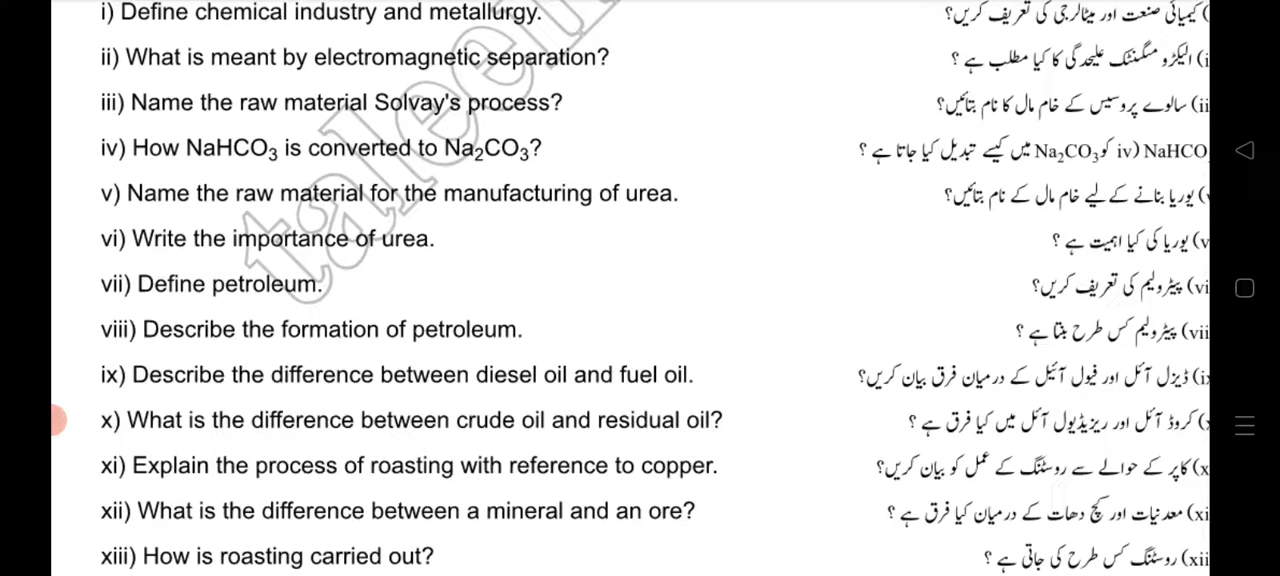 i) Define chemical industry and metallurgy. کیمیائی صنعت اور میٹالرجی کی تعریف کریں؟ (
ii) What is meant by electromagnetic separation? الیکٹرو میگنٹک علیحدگی کا کیا مطلب ہے ؟ (i
iii) Name the raw material Solvay's process? سالوے پروسیس کے خام مال کا نام بتائیں؟ (ii
iv) How NaHCO₃ is converted to Na₂CO₃? iv) NaHCO کو Na₂CO₃ میں کیسے تبدیل کیا جاتا ہے ؟
v) Name the raw material for the manufacturing of urea. یوریا بنانے کے لیے خام مال کے نام بتائیں؟ (
vi) Write the importance of urea. یوریا کی کیا اہمیت ہے ؟ (v
vii) Define petroleum. پیٹرولیم کی تعریف کریں؟ (vi
viii) Describe the formation of petroleum. پیٹرولیم کس طرح بنتا ہے ؟ (vii
ix) Describe the difference between diesel oil and fuel oil. ڈیزل آئل اور فیول آئیل کے درمیان فرق بیان کریں؟ (i
x) What is the difference between crude oil and residual oil? کروڈ آئل اور ریزیڈیول آئل میں کیا فرق ہے ؟ (
xi) Explain the process of roasting with reference to copper. کاپر کے حوالے سے روسٹنگ کے عمل کو بیان کریں؟ (x
xii) What is the difference between a mineral and an ore? معدنیات اور کچ دھات کے درمیان کیا فرق ہے ؟ (xi
xiii) How is roasting carried out? روسٹنگ کس طرح کی جاتی ہے ؟ (xii